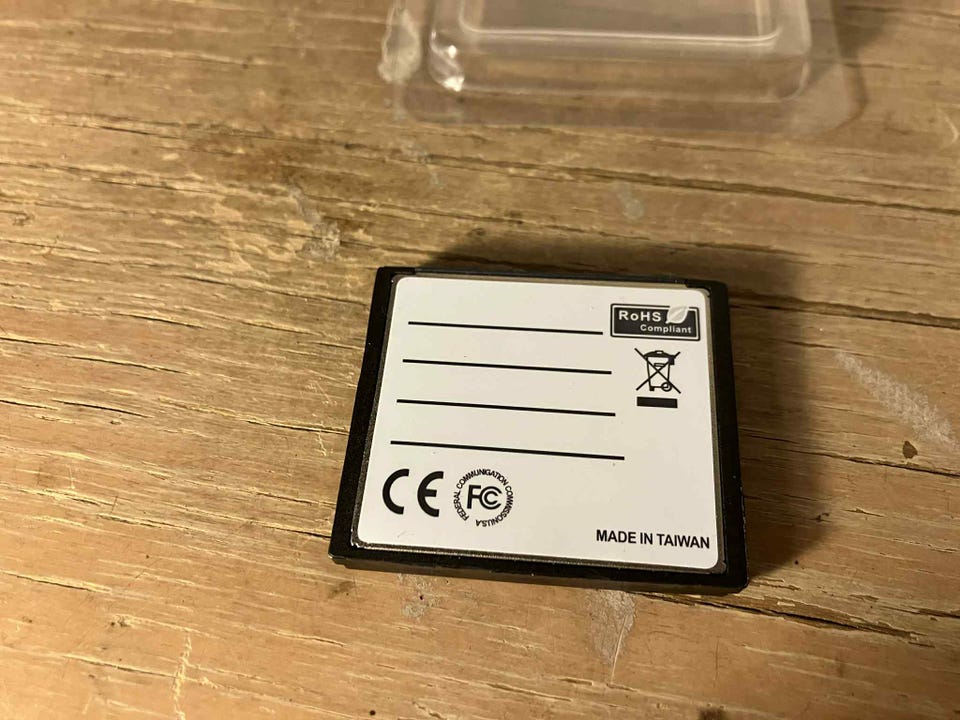 RoHS
Compliant
CE
FEDERAL COMMUNICATION COMMISSION U.S.A
FC
MADE IN TAIWAN